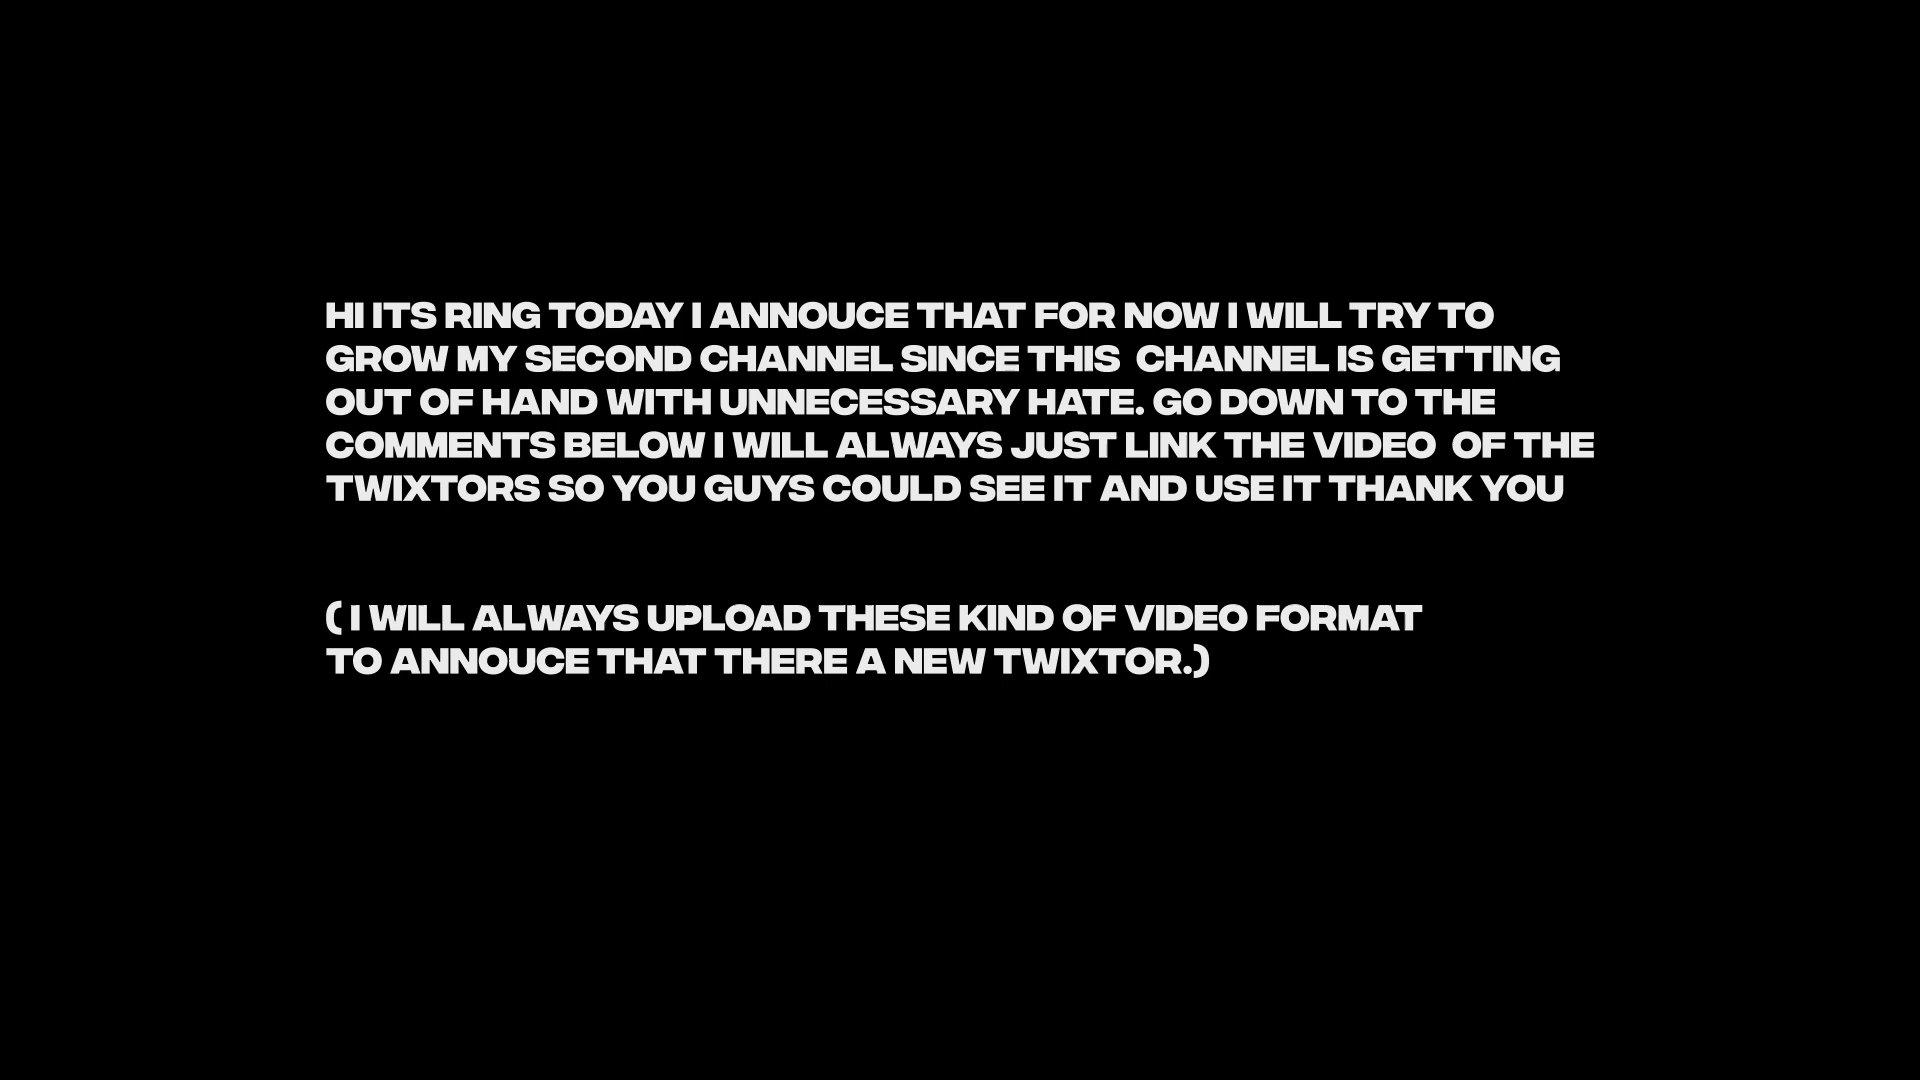 HI ITS RING TODAY I ANNOUCE THAT FOR NOW I WILL TRY TO
GROW MY SECOND CHANNEL SINCE THIS  CHANNEL IS GETTING
OUT OF HAND WITH UNNECESSARY HATE. GO DOWN TO THE
COMMENTS BELOW I WILL ALWAYS JUST LINK THE VIDEO  OF THE
TWIXTORS SO YOU GUYS COULD SEE IT AND USE IT THANK YOU
( I WILL ALWAYS UPLOAD THESE KIND OF VIDEO FORMAT
TO ANNOUCE THAT THERE A NEW TWIXTOR.)